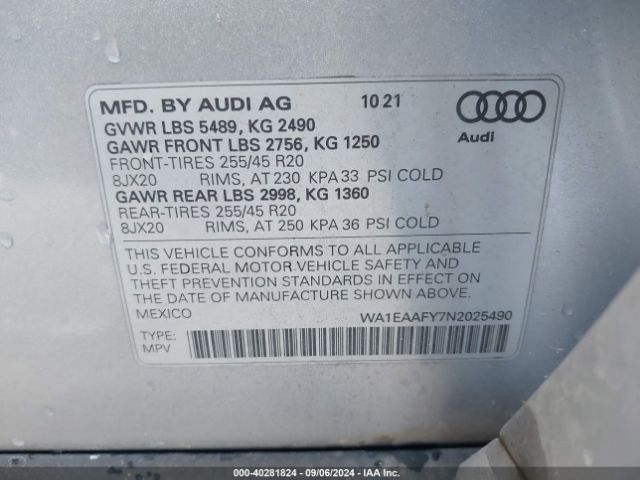 MFD. BY AUDI AG 10 21
GVWR LBS 5489, KG 2490
GAWR FRONT LBS 2756, KG 1250
FRONT-TIRES 255/45 R20
8JX20 RIMS, AT 230 KPA 33 PSI COLD
GAWR REAR LBS 2998, KG 1360
REAR-TIRES 255/45 R20
8JX20 RIMS, AT 250 KPA 36 PSI COLD
Audi
THIS VEHICLE CONFORMS TO ALL APPLICABLE
U.S. FEDERAL MOTOR VEHICLE SAFETY AND
THEFT PREVENTION STANDARDS IN EFFECT ON
THE DATE OF MANUFACTURE SHOWN ABOVE.
MEXICO WA1EAAFY7N2025490
TYPE:
MPV
000-40281824 - 09/06/2024 - IAA Inc.